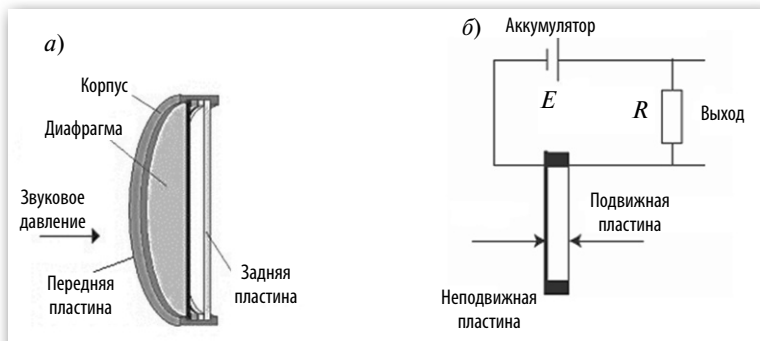 а)
Корпус
Диафрагма
Звуковое
давление
Передняя
пластина
Задняя
пластина
б)
Аккумулятор
E
R
Выход
Подвижная
пластина
Неподвижная
пластина